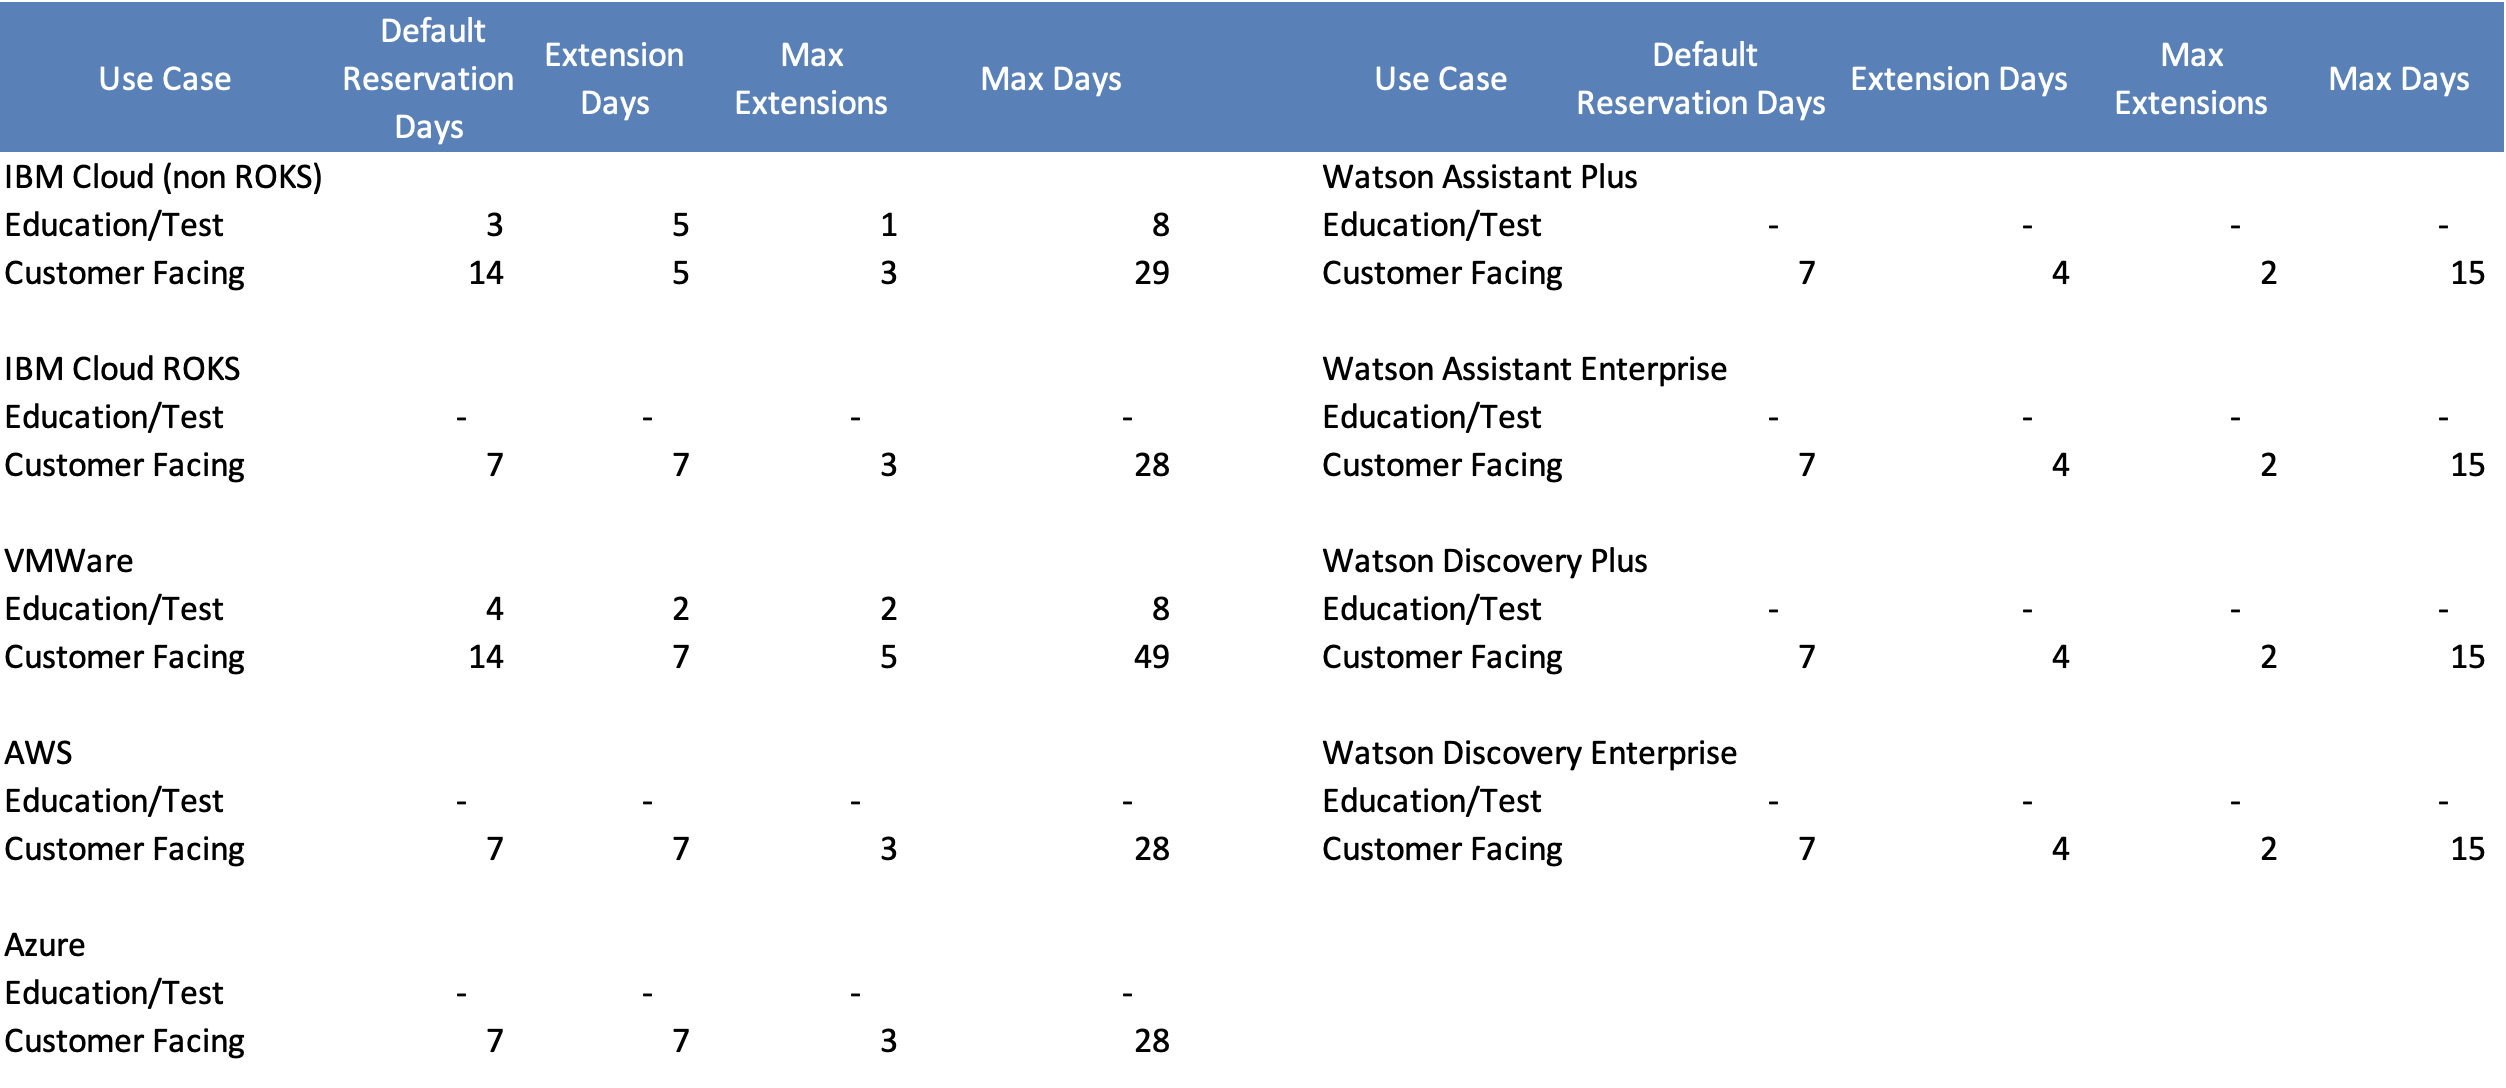 Use Case Default Reservation Days Extension Days Max Extensions Max Days Use Case Default Reservation Days Extension Days Max Extensions Max Days
IBM Cloud (non ROKS) Watson Assistant Plus
Education/Test 3 5 1 8 Education/Test - - - -
Customer Facing 14 5 3 29 Customer Facing 7 4 2 15
IBM Cloud ROKS Watson Assistant Enterprise
Education/Test - - - - Education/Test - - - -
Customer Facing 7 7 3 28 Customer Facing 7 4 2 15
VMWare Watson Discovery Plus
Education/Test 4 2 2 8 Education/Test - - - -
Customer Facing 14 7 5 49 Customer Facing 7 4 2 15
AWS Watson Discovery Enterprise
Education/Test - - - - Education/Test - - - -
Customer Facing 7 7 3 28 Customer Facing 7 4 2 15
Azure
Education/Test - - - -
Customer Facing 7 7 3 28